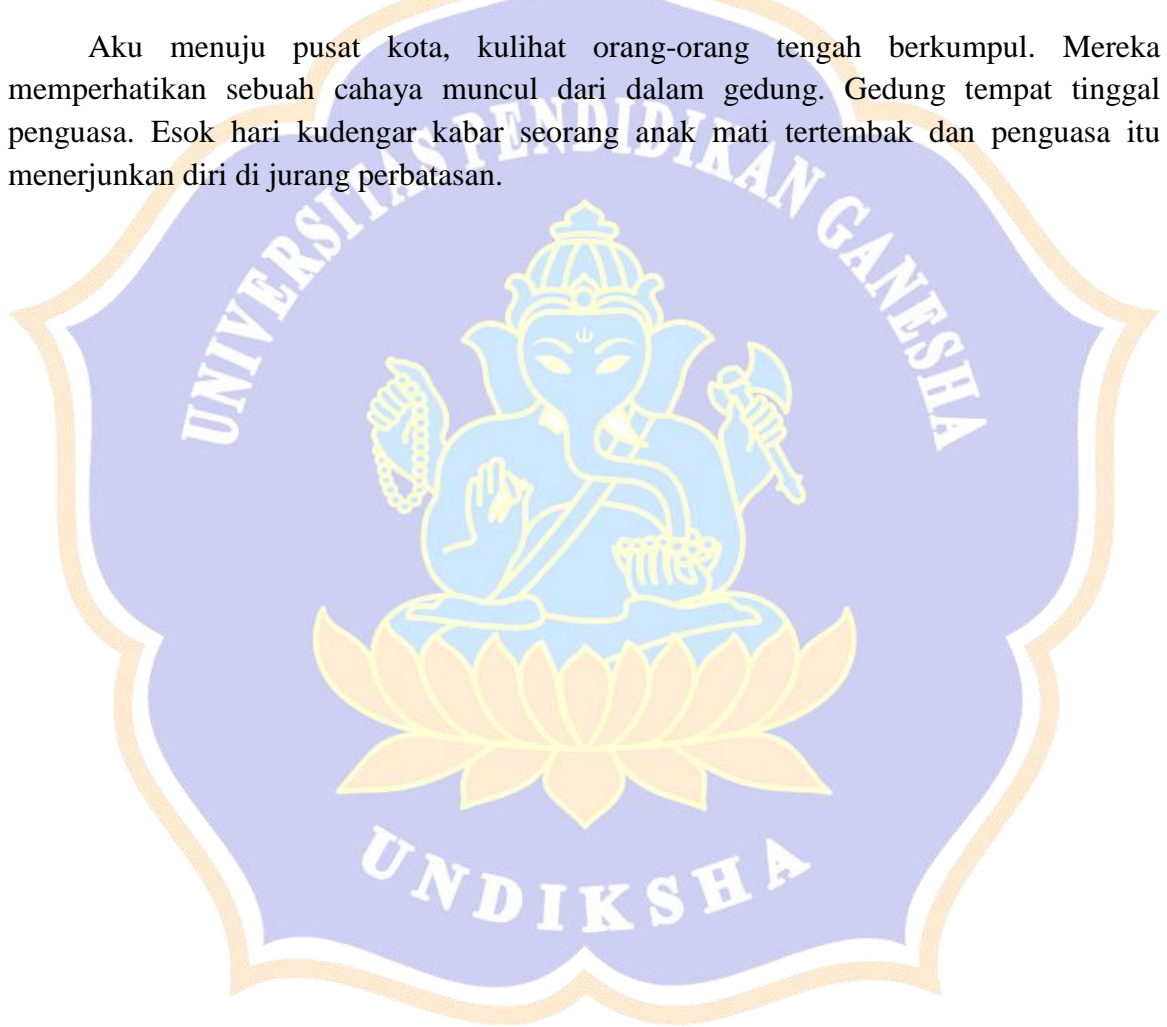 Aku menuju pusat kota, kulihat orang-orang tengah berkumpul. Mereka
memperhatikan sebuah cahaya muncul dari dalam gedung. Gedung tempat tinggal
penguasa. Esok hari kudengar kabar seorang anak mati tertembak dan penguasa itu
menerjunkan diri di jurang perbatasan.
UNIVERSITAS PENDIDIKAN GANESHA
UNDIKSHA